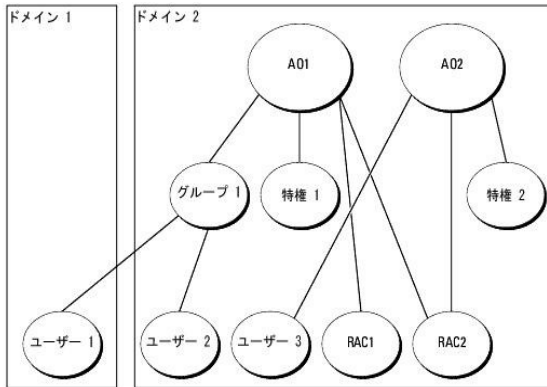 ドメイン 1
ドメイン 2
A01
A02
グループ 1
特権 1
特権 2
ユーザー 1
ユーザー 2
ユーザー 3
RAC1
RAC2